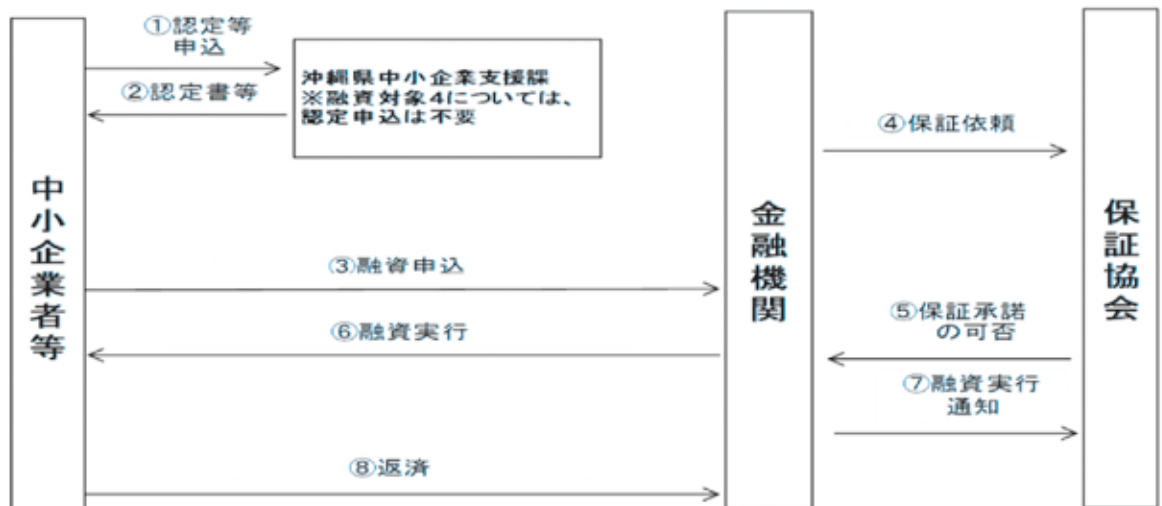 ①認定等
申込
②認定書等
沖縄県中小企業支援課
※融資対象4については、
認定申込は不要
④保証依頼
中小企業者等
金融機関
保証協会
③融資申込
⑤保証承諾
の可否
⑥融資実行
⑦融資実行
通知
⑧返済